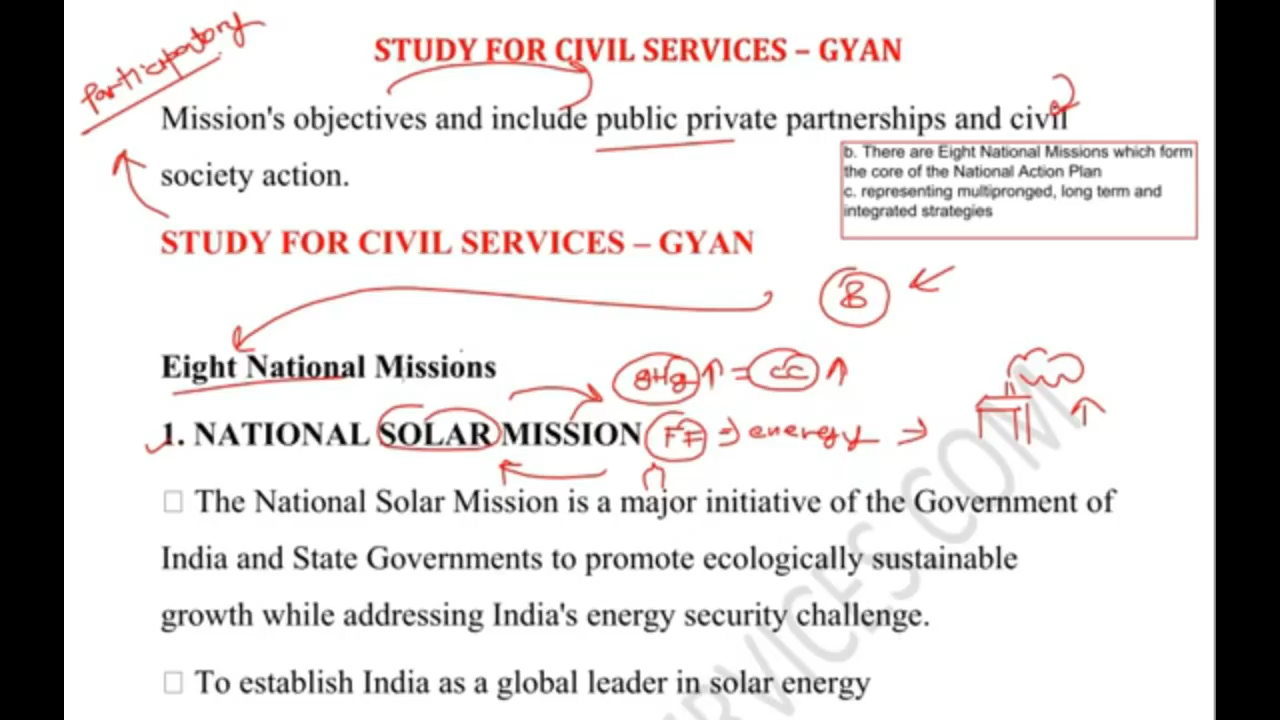 participatory
STUDY FOR CIVIL SERVICES – GYAN
Mission's objectives and include public private partnerships and civil
society action.
b. There are Eight National Missions which form
the core of the National Action Plan
c. representing multipronged, long term and
integrated strategies
STUDY FOR CIVIL SERVICES – GYAN
8
Eight National Missions
gHg ↑ = CC ↑
1. NATIONAL SOLAR MISSION
FF ⇒ energy →
The National Solar Mission is a major initiative of the Government of
India and State Governments to promote ecologically sustainable
growth while addressing India's energy security challenge.
To establish India as a global leader in solar energy
RVICES.COM